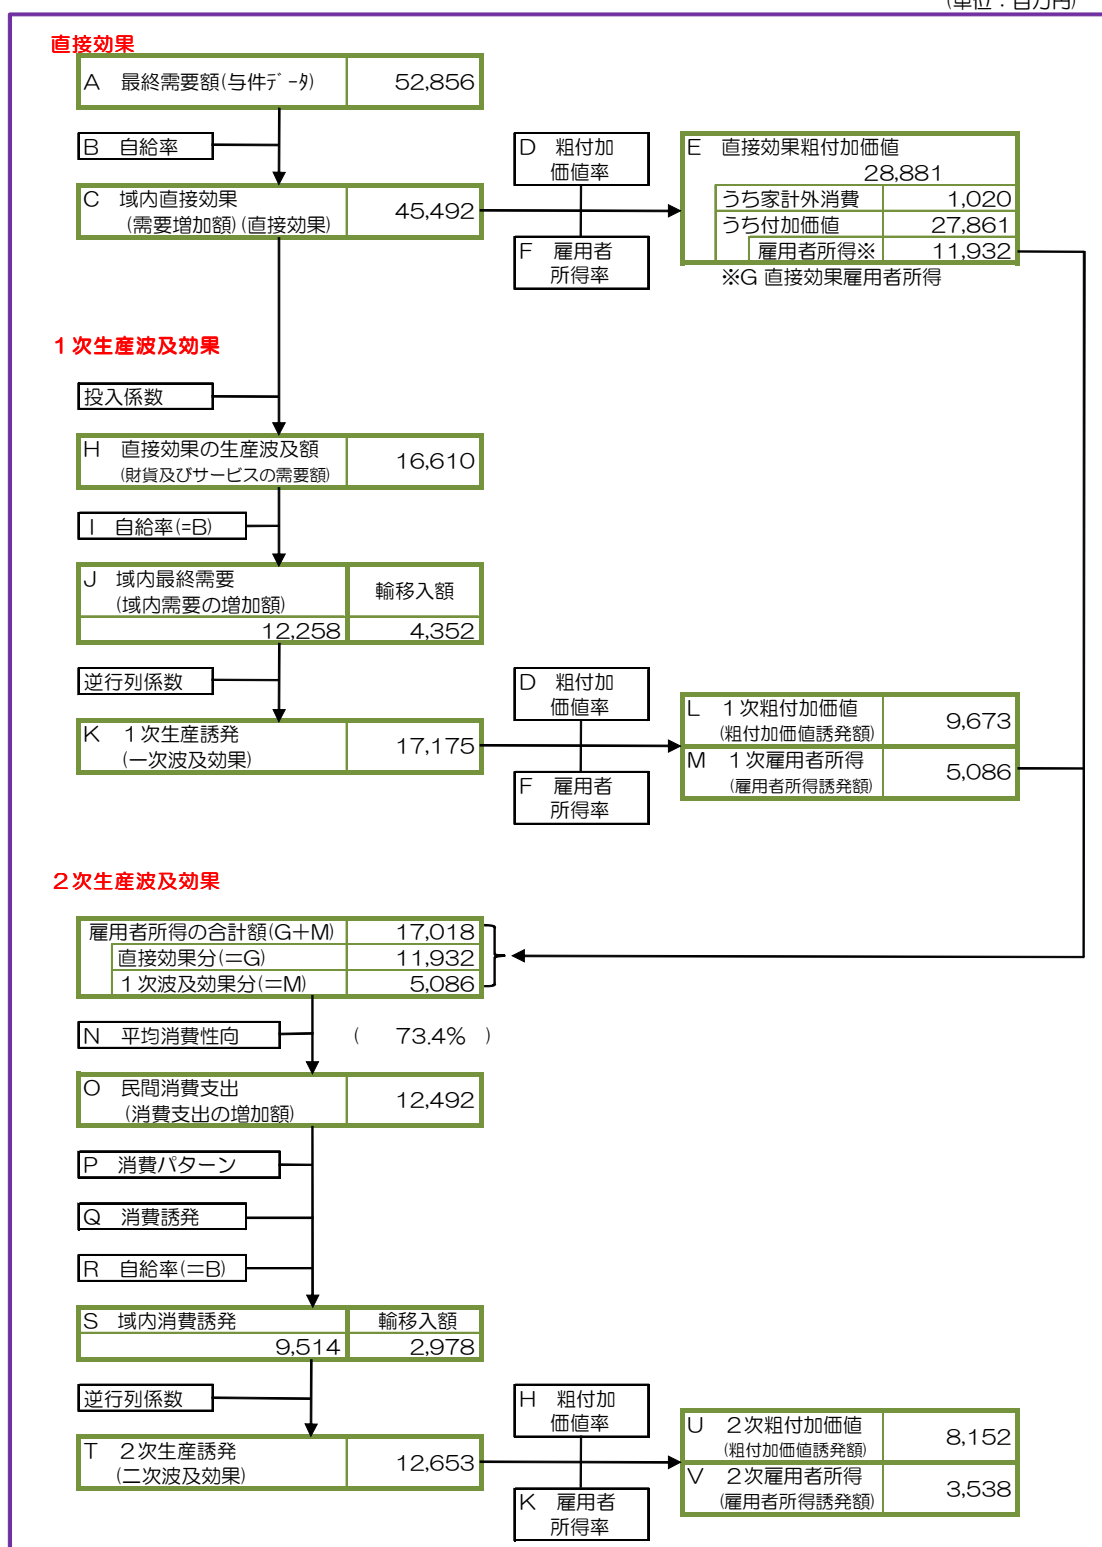 (単位：百万円)
直接効果
A 最終需要額(与件ﾃﾞｰﾀ) 52,856
B 自給率
D 粗付加
価値率
E 直接効果粗付加価値
28,881
C 域内直接効果
(需要増加額)(直接効果)
45,492
うち家計外消費 1,020
うち付加価値 27,861
雇用者所得※ 11,932
F 雇用者
所得率
※G 直接効果雇用者所得
１次生産波及効果
投入係数
H 直接効果の生産波及額
(財貨及びサービスの需要額)
16,610
I 自給率(=B)
J 域内最終需要
(域内需要の増加額)
輸移入額
12,258 4,352
逆行列係数
D 粗付加
価値率
K １次生産誘発
(一次波及効果)
17,175
L １次粗付加価値
(粗付加価値誘発額)
9,673
M １次雇用者所得
(雇用者所得誘発額)
5,086
F 雇用者
所得率
２次生産波及効果
雇用者所得の合計額(G＋M) 17,018
直接効果分(＝G) 11,932
１次波及効果分(＝M) 5,086
N 平均消費性向 ( 73.4% )
O 民間消費支出
(消費支出の増加額)
12,492
P 消費パターン
Q 消費誘発
R 自給率(＝B)
S 域内消費誘発 輸移入額
9,514 2,978
逆行列係数
H 粗付加
価値率
T ２次生産誘発
(二次波及効果)
12,653
U ２次粗付加価値
(粗付加価値誘発額)
8,152
V ２次雇用者所得
(雇用者所得誘発額)
3,538
K 雇用者
所得率